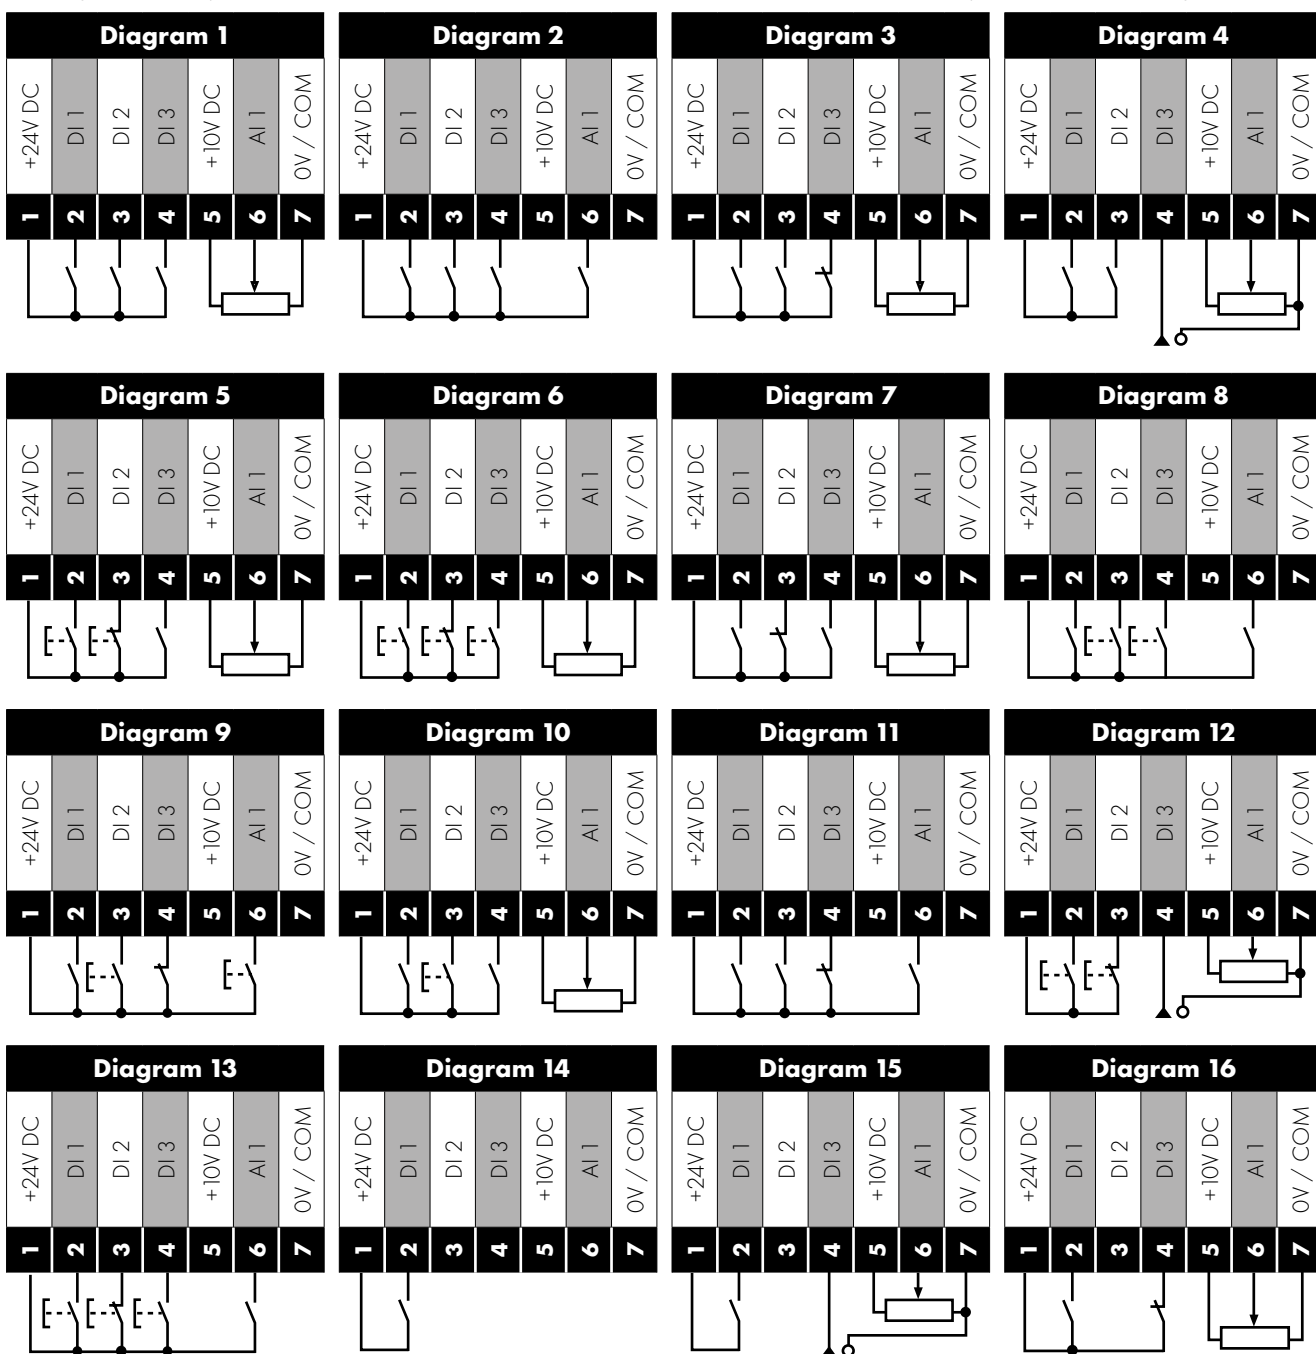 Diagram 1 Diagram 2 Diagram 3 Diagram 4
+24V DC DI 1 DI 2 DI 3 +10V DC AI 1 0V / COM +24V DC DI 1 DI 2 DI 3 +10V DC AI 1 0V / COM +24V DC DI 1 DI 2 DI 3 +10V DC AI 1 0V / COM +24V DC DI 1 DI 2 DI 3 +10V DC AI 1 0V / COM
1 2 3 4 5 6 7 1 2 3 4 5 6 7 1 2 3 4 5 6 7 1 2 3 4 5 6 7
Diagram 5 Diagram 6 Diagram 7 Diagram 8
+24V DC DI 1 DI 2 DI 3 +10V DC AI 1 0V / COM +24V DC DI 1 DI 2 DI 3 +10V DC AI 1 0V / COM +24V DC DI 1 DI 2 DI 3 +10V DC AI 1 0V / COM +24V DC DI 1 DI 2 DI 3 +10V DC AI 1 0V / COM
1 2 3 4 5 6 7 1 2 3 4 5 6 7 1 2 3 4 5 6 7 1 2 3 4 5 6 7
Diagram 9 Diagram 10 Diagram 11 Diagram 12
+24V DC DI 1 DI 2 DI 3 +10V DC AI 1 0V / COM +24V DC DI 1 DI 2 DI 3 +10V DC AI 1 0V / COM +24V DC DI 1 DI 2 DI 3 +10V DC AI 1 0V / COM +24V DC DI 1 DI 2 DI 3 +10V DC AI 1 0V / COM
1 2 3 4 5 6 7 1 2 3 4 5 6 7 1 2 3 4 5 6 7 1 2 3 4 5 6 7
Diagram 13 Diagram 14 Diagram 15 Diagram 16
+24V DC DI 1 DI 2 DI 3 +10V DC AI 1 0V / COM +24V DC DI 1 DI 2 DI 3 +10V DC AI 1 0V / COM +24V DC DI 1 DI 2 DI 3 +10V DC AI 1 0V / COM +24V DC DI 1 DI 2 DI 3 +10V DC AI 1 0V / COM
1 2 3 4 5 6 7 1 2 3 4 5 6 7 1 2 3 4 5 6 7 1 2 3 4 5 6 7